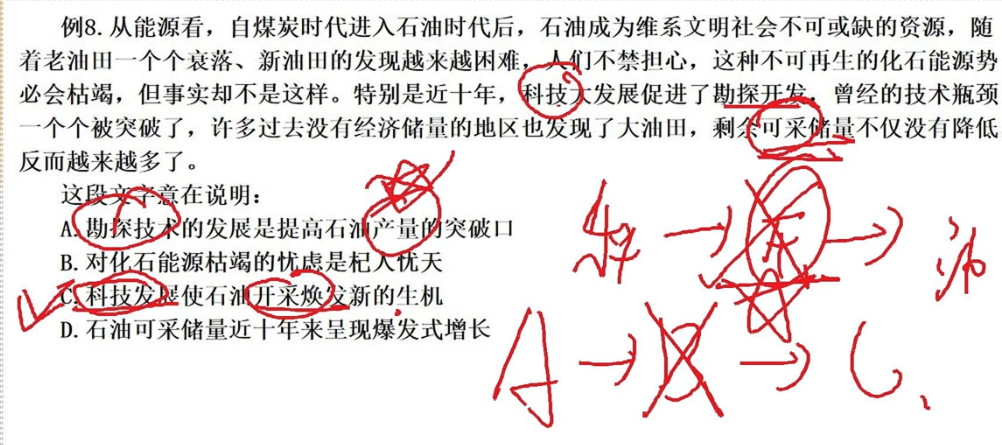 例8. 从能源看，自煤炭时代进入石油时代后，石油成为维系文明社会不可或缺的资源，随
着老油田一个个衰落、新油田的发现越来越困难，人们不禁担心，这种不可再生的化石能源势
必会枯竭，但事实却不是这样。特别是近十年，科技大发展促进了勘探开发，曾经的技术瓶颈
一个个被突破了，许多过去没有经济储量的地区也发现了大油田，剩余可采储量不仅没有降低
反而越来越多了。
这段文字意在说明：
A. 勘探技术的发展是提高石油产量的突破口
B. 对化石能源枯竭的忧虑是杞人忧天
C. 科技发展使石油开采焕发新的生机
D. 石油可采储量近十年来呈现爆发式增长
A → B → C